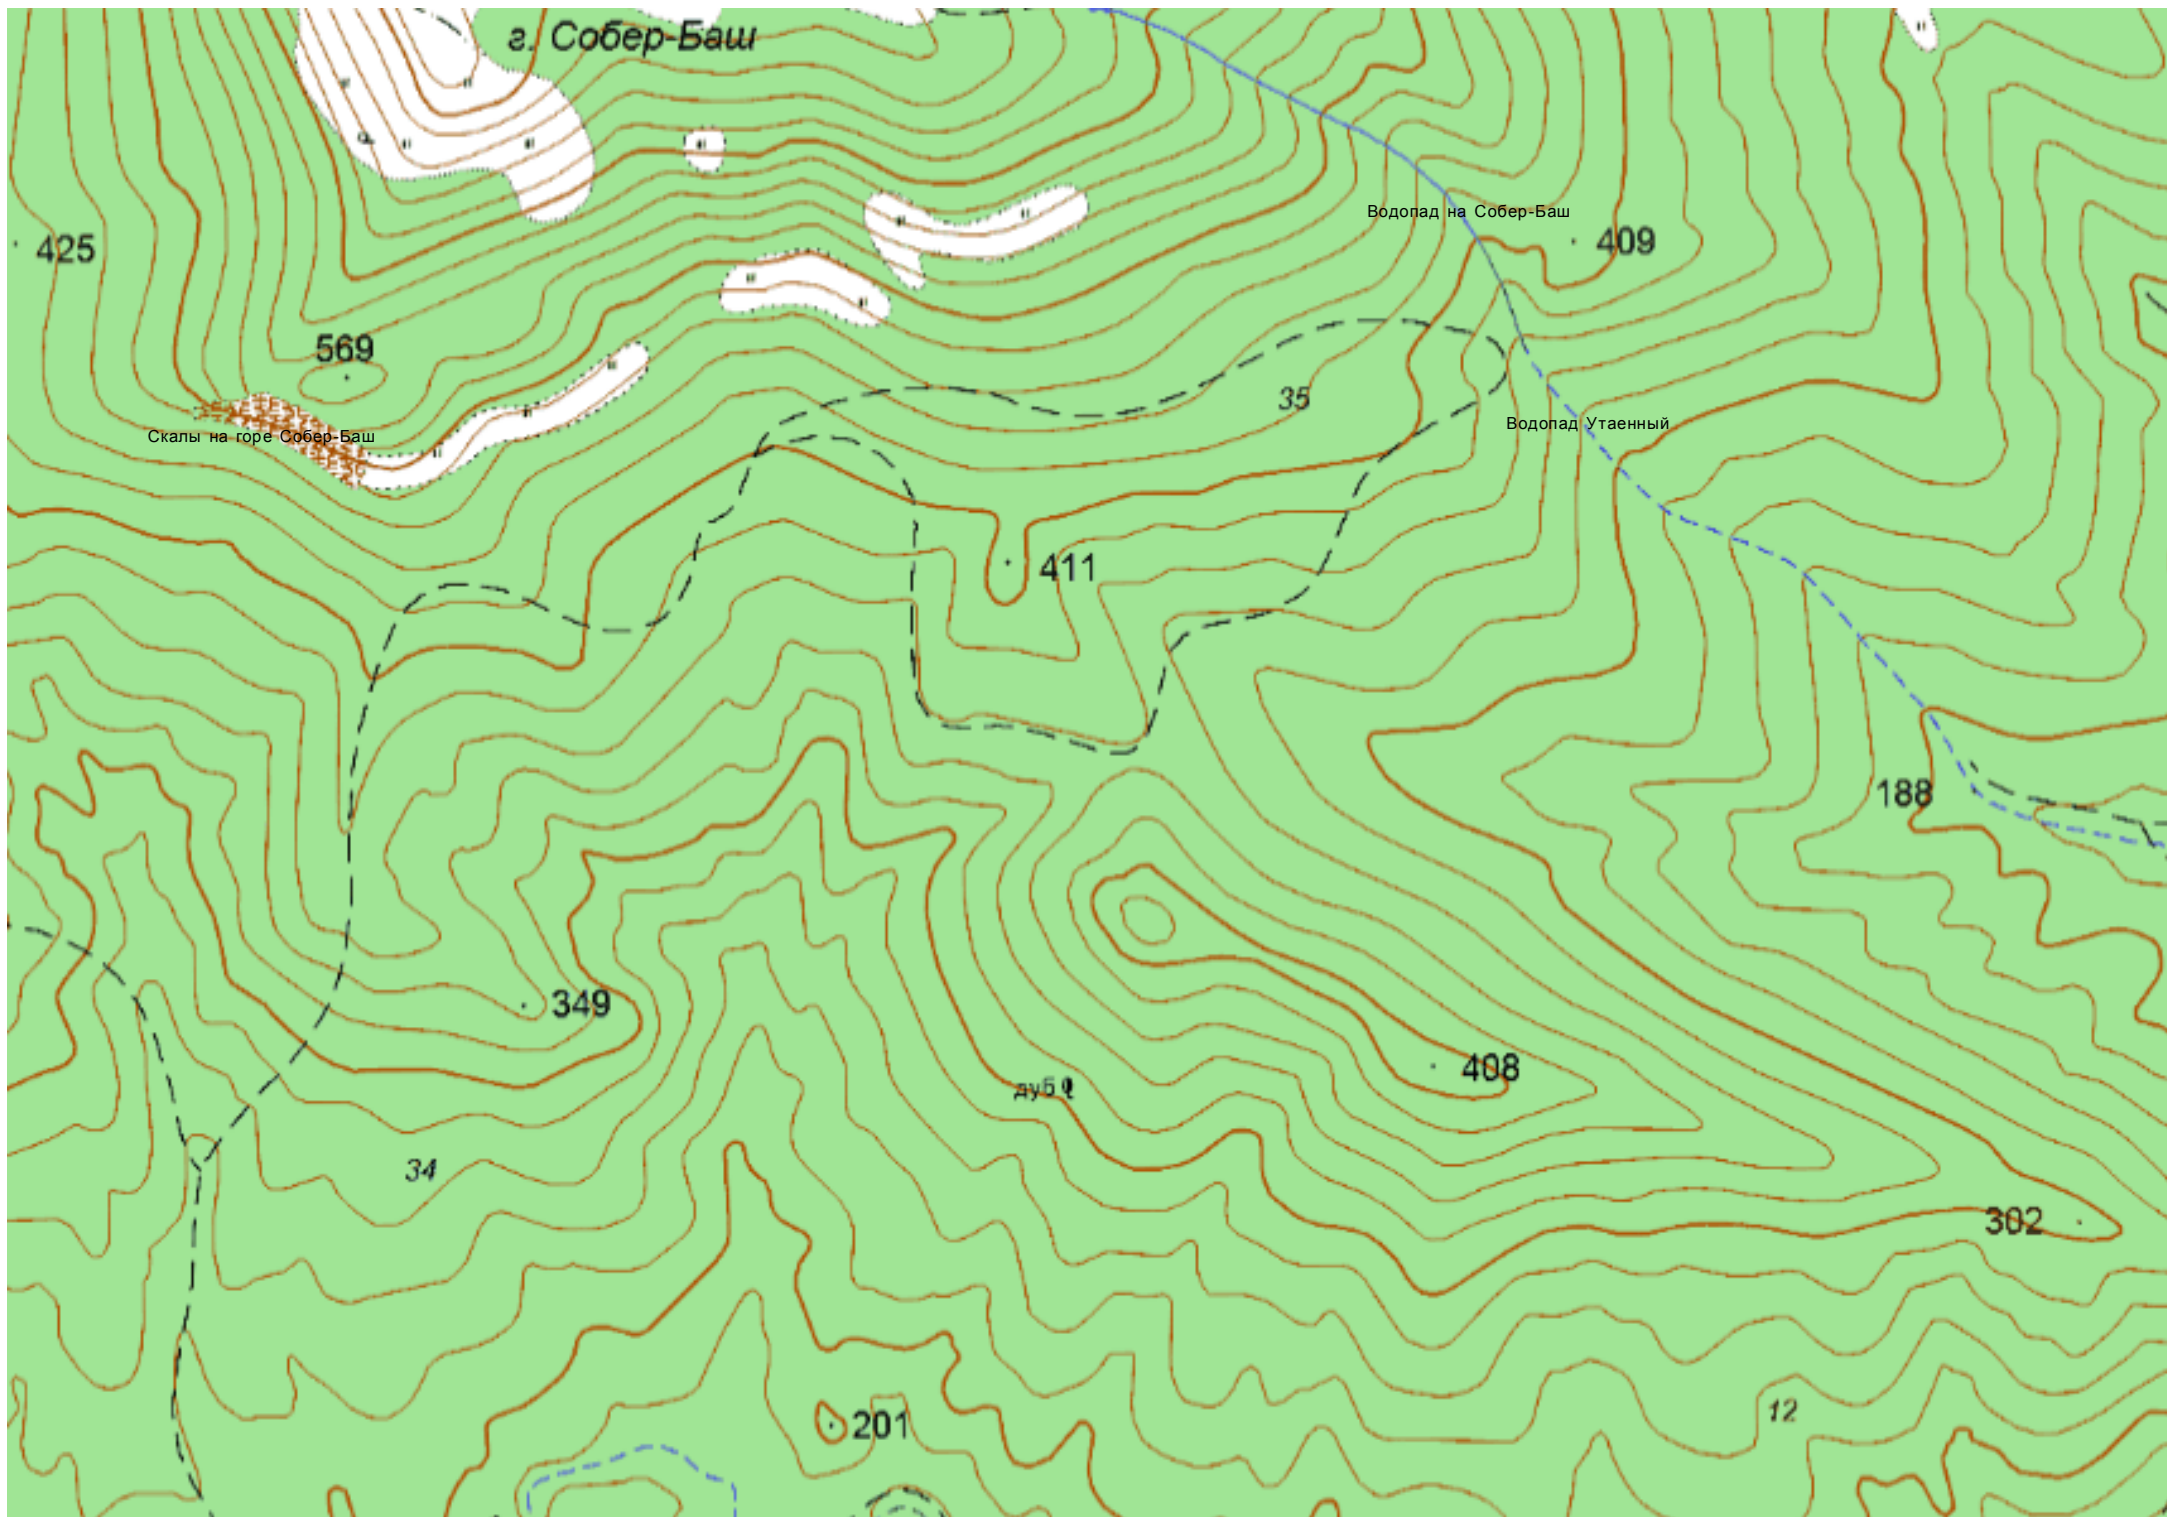 г. Собер-Баш
Водопад на Собер-Баш
409
425
569
35
Водопад Утаенный
Скалы на горе Собер-Баш
411
188
349
408
дуб
34
302
12
201